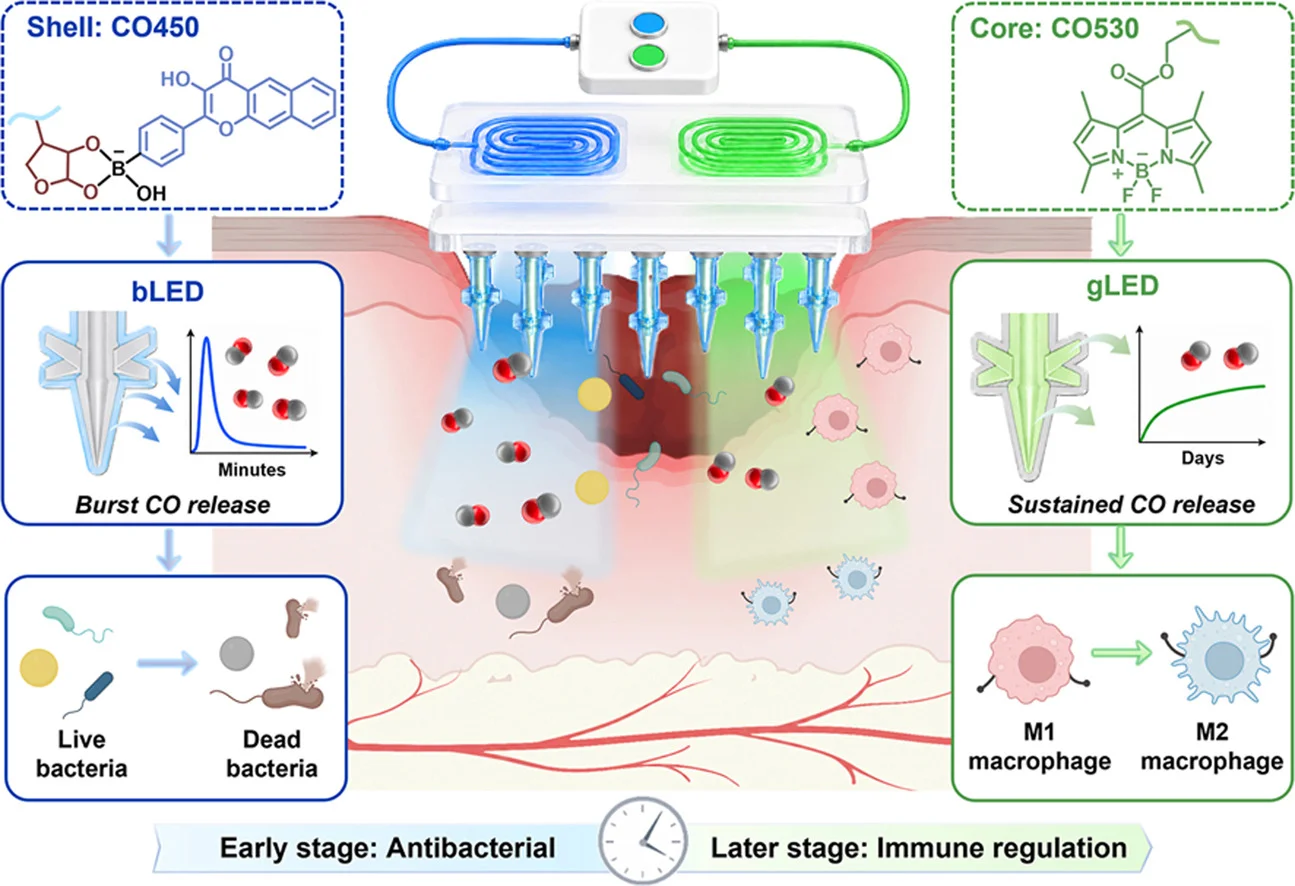 Shell: CO450
O
HO
O
O
B
−
O
O
OH
Core: CO530
O
O
N
N
+
B
−
F
F
bLED
Minutes
Burst CO release
gLED
Days
Sustained CO release
Live
bacteria
Dead
bacteria
M1
macrophage
M2
macrophage
Early stage: Antibacterial
Later stage: Immune regulation